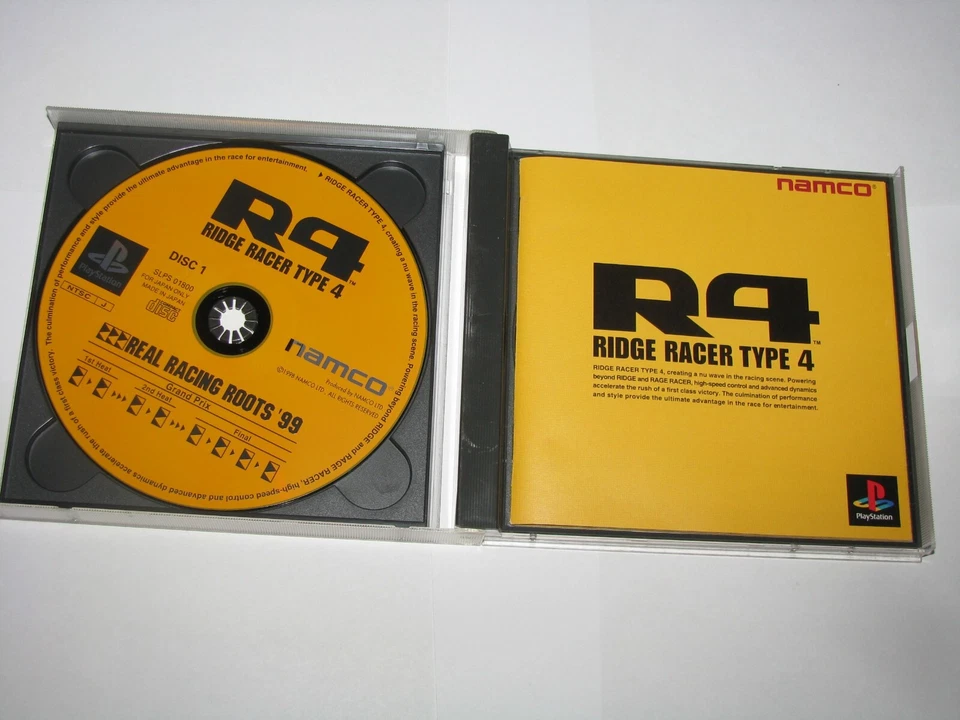 RIDGE RACER TYPE 4, creating a nu wave in the racing scene. Powering beyond RIDGE and RAGE RACER, high-speed control and advanced dynamics accelerate the rush of a first class victory. The culmination of performance and style provide the ultimate advantage in the race for entertainment.
R4
RIDGE RACER TYPE 4™
DISC 1
PlayStation
SLPS 01800
FOR JAPAN ONLY
MADE IN JAPAN
NTSC J
disc
namco
Produced by NAMCO LTD.
©1998 NAMCO LTD., ALL RIGHTS RESERVED
REAL RACING ROOTS '99
Grand Prix
1st Heat
2nd Heat
Final
namco®
R4™
RIDGE RACER TYPE 4
RIDGE RACER TYPE 4, creating a nu wave in the racing scene. Powering
beyond RIDGE and RAGE RACER, high-speed control and advanced dynamics
accelerate the rush of a first class victory. The culmination of performance
and style provide the ultimate advantage in the race for entertainment.
PlayStation